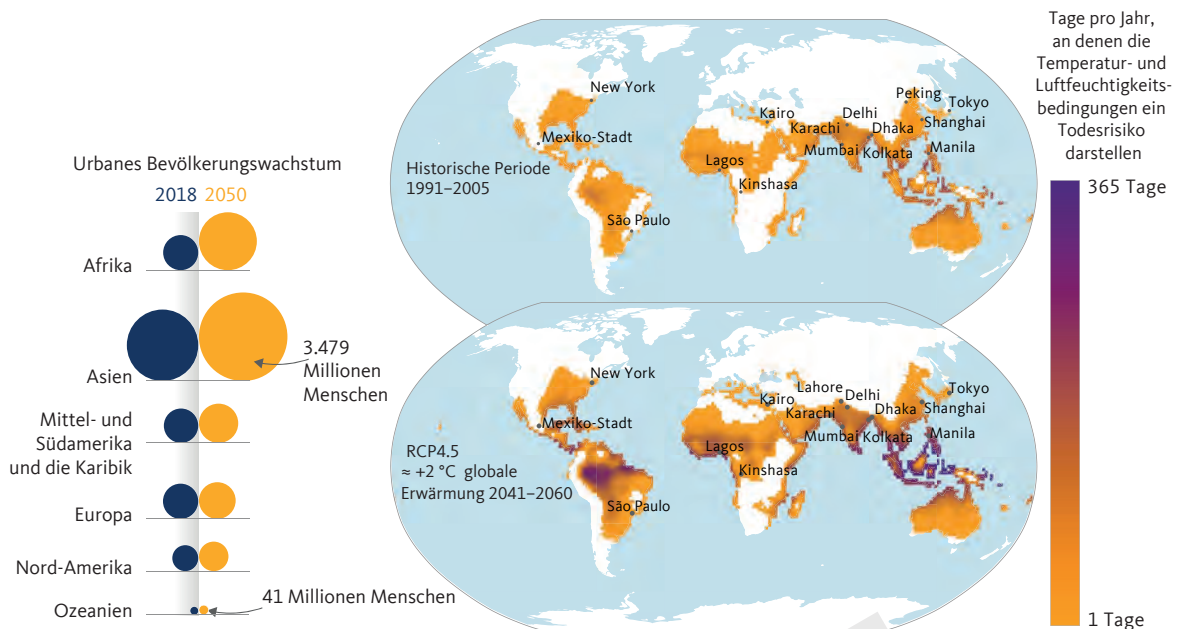 Urbanes Bevölkerungswachstum
2018 2050
Afrika
Asien
3.479
Millionen
Menschen
Mittel- und
Südamerika
und die Karibik
Europa
Nord-Amerika
Ozeanien
41 Millionen Menschen
Historische Periode
1991–2005
New York
Mexiko-Stadt
São Paulo
Kairo
Lagos
Kinshasa
Karachi
Delhi
Mumbai
Dhaka
Kolkata
Peking
Tokyo
Shanghai
Manila
RCP4.5
≈ +2 °C globale
Erwärmung 2041–2060
New York
Mexiko-Stadt
São Paulo
Kairo
Lagos
Kinshasa
Lahore
Karachi
Delhi
Mumbai
Dhaka
Kolkata
Tokyo
Shanghai
Manila
Tage pro Jahr,
an denen die
Temperatur- und
Luftfeuchtigkeits-
bedingungen ein
Todesrisiko
darstellen
365 Tage
1 Tage